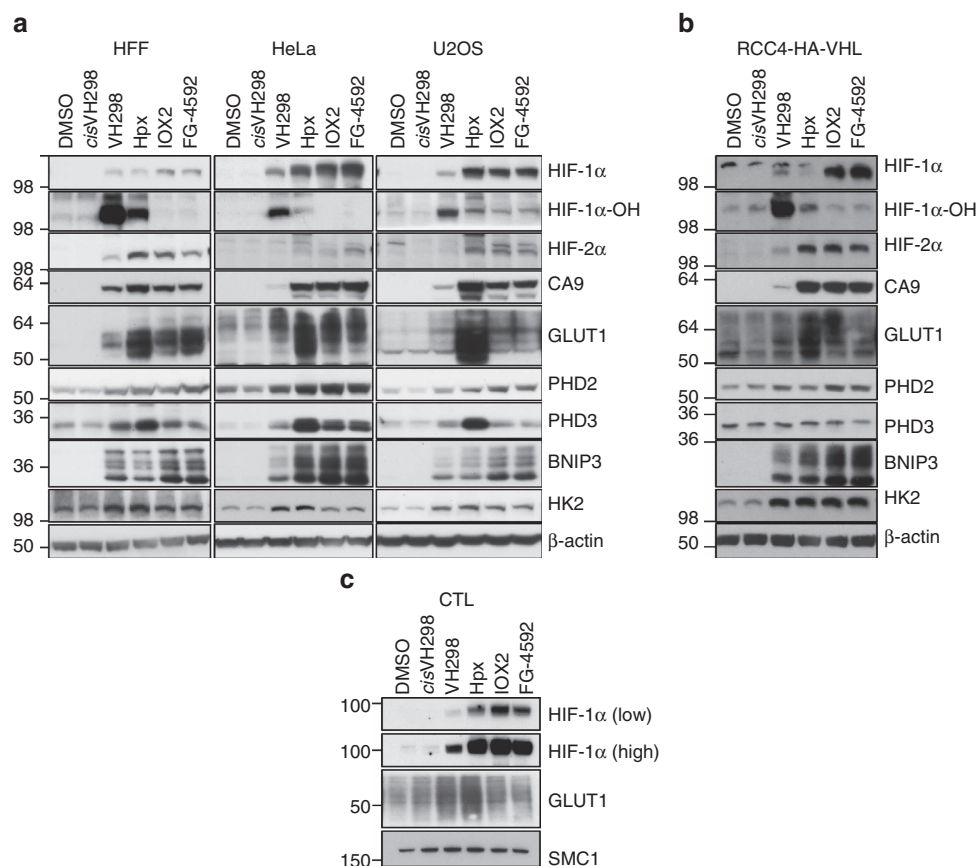 a
HFF HeLa U2OS
DMSO cisVH298 VH298 Hpx IOX2 FG-4592 DMSO cisVH298 VH298 Hpx IOX2 FG-4592 DMSO cisVH298 VH298 Hpx IOX2 FG-4592
98 HIF-1α
98 HIF-1α-OH
98 HIF-2α
64 CA9
64
50 GLUT1
50 PHD2
36 PHD3
36 BNIP3
98 HK2
50 β-actin
b
RCC4-HA-VHL
DMSO cisVH298 VH298 Hpx IOX2 FG-4592
98 HIF-1α
HIF-1α-OH
98 HIF-2α
64 CA9
64
50 GLUT1
50 PHD2
36 PHD3
36 BNIP3
98 HK2
50 β-actin
c
CTL
DMSO cisVH298 VH298 Hpx IOX2 FG-4592
100 HIF-1α (low)
100 HIF-1α (high)
50 GLUT1
150 SMC1